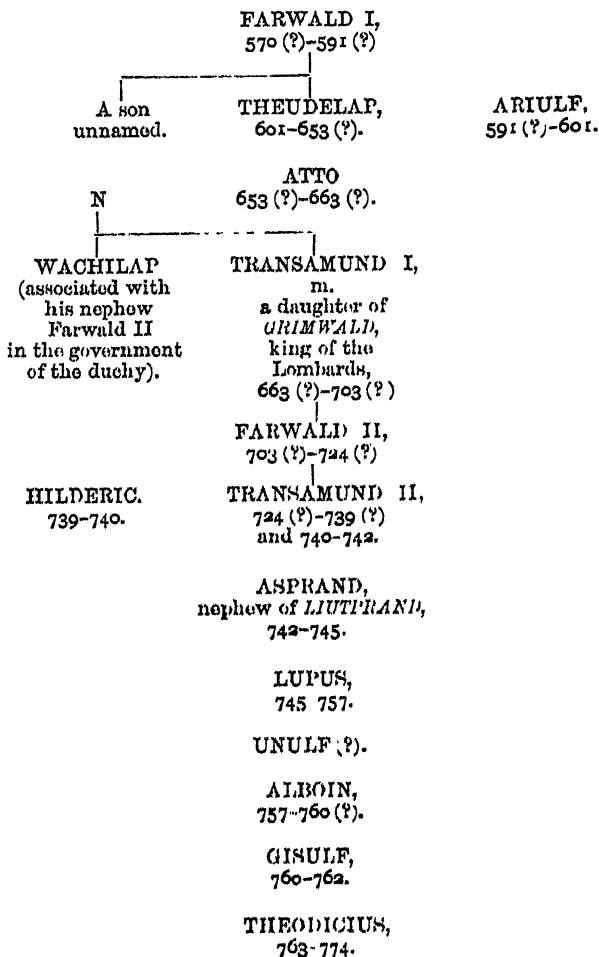 FARWALD I,
570 (?)–591 (?)
A son
unnamed.
THEUDELAP,
601–653 (?).
ARIULF,
591 (?)–601.
ATTO
653 (?)–663 (?).
N
WACHILAP
(associated with
his nephew
Farwald II
in the government
of the duchy).
TRANSAMUND I,
m.
a daughter of
GRIMWALD,
king of the
Lombards,
663 (?)–703 (?)
FARWALD II,
703 (?)–724 (?)
HILDERIC.
739–740.
TRANSAMUND II,
724 (?)–739 (?)
and 740–742.
ASPRAND,
nephew of LIUTPRAND,
742–745.
LUPUS,
745 757.
UNULF (?).
ALBOIN,
757–760 (?).
GISULF,
760–762.
THEODICIUS,
763–774.